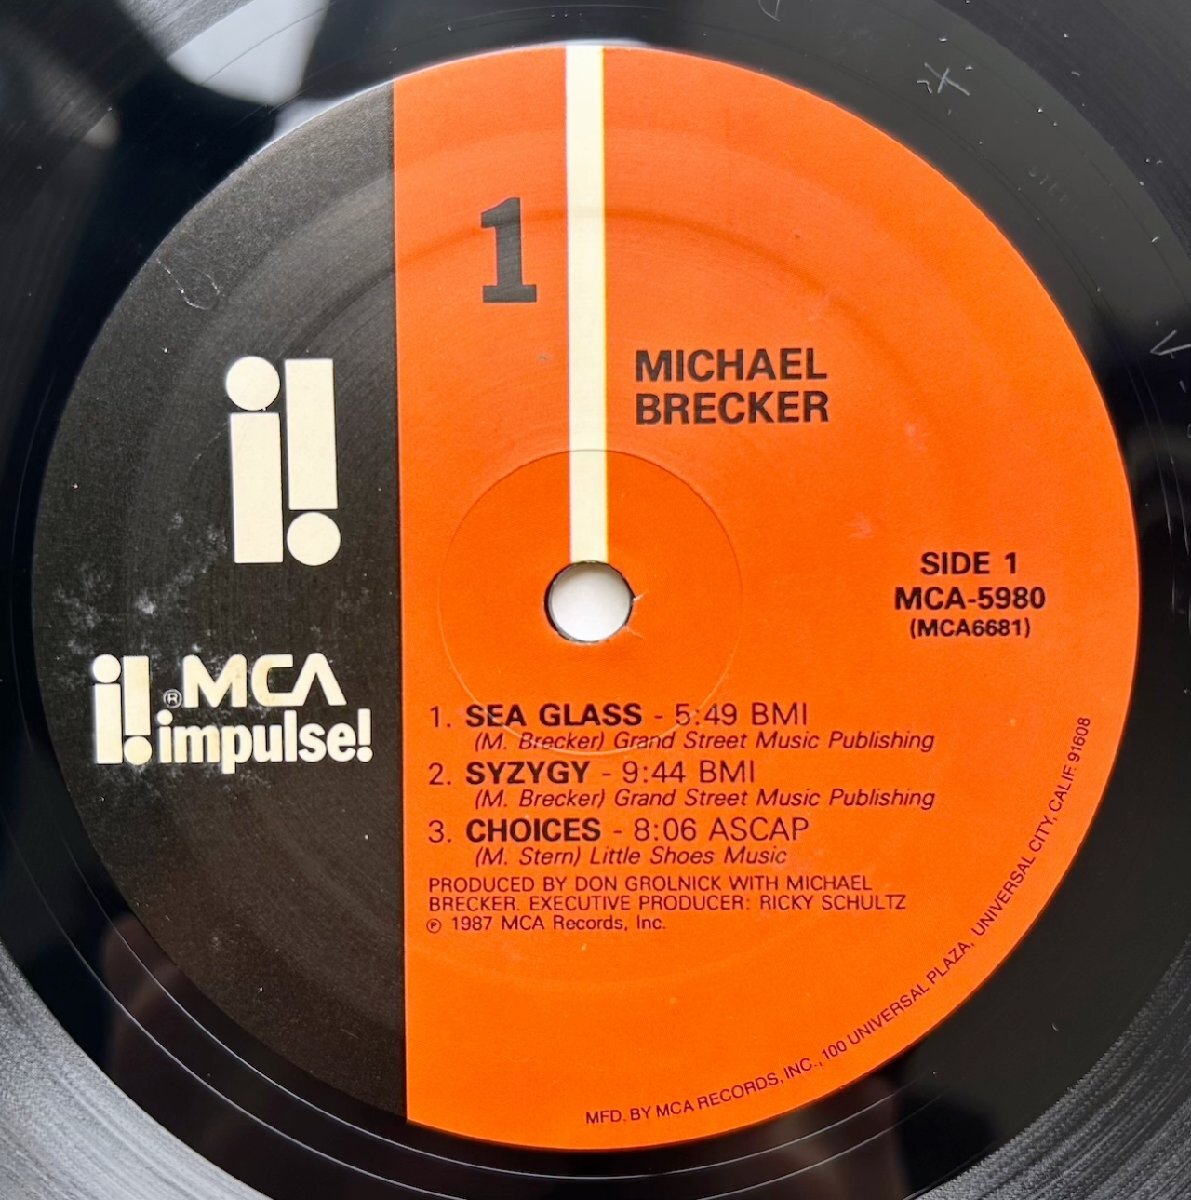 1
MICHAEL
BRECKER
SIDE 1
MCA-5980
(MCA6681)
i!
i! ®MCA
impulse!
1. SEA GLASS - 5:49 BMI
(M. Brecker) Grand Street Music Publishing
2. SYZYGY - 9:44 BMI
(M. Brecker) Grand Street Music Publishing
3. CHOICES - 8:06 ASCAP
(M. Stern) Little Shoes Music
PRODUCED BY DON GROLNICK WITH MICHAEL
BRECKER. EXECUTIVE PRODUCER: RICKY SCHULTZ
℗ 1987 MCA Records, Inc.
MFD. BY MCA RECORDS, INC., 100 UNIVERSAL PLAZA, UNIVERSAL CITY, CALIF. 91608